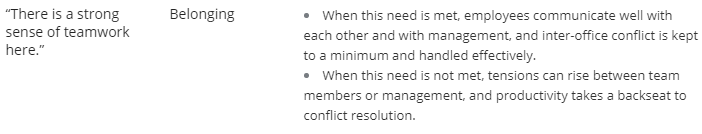 “There is a strong
sense of teamwork
here.”
Belonging
• When this need is met, employees communicate well with
each other and with management, and inter-office conflict is kept
to a minimum and handled effectively.
• When this need is not met, tensions can rise between team
members or management, and productivity takes a backseat to
conflict resolution.